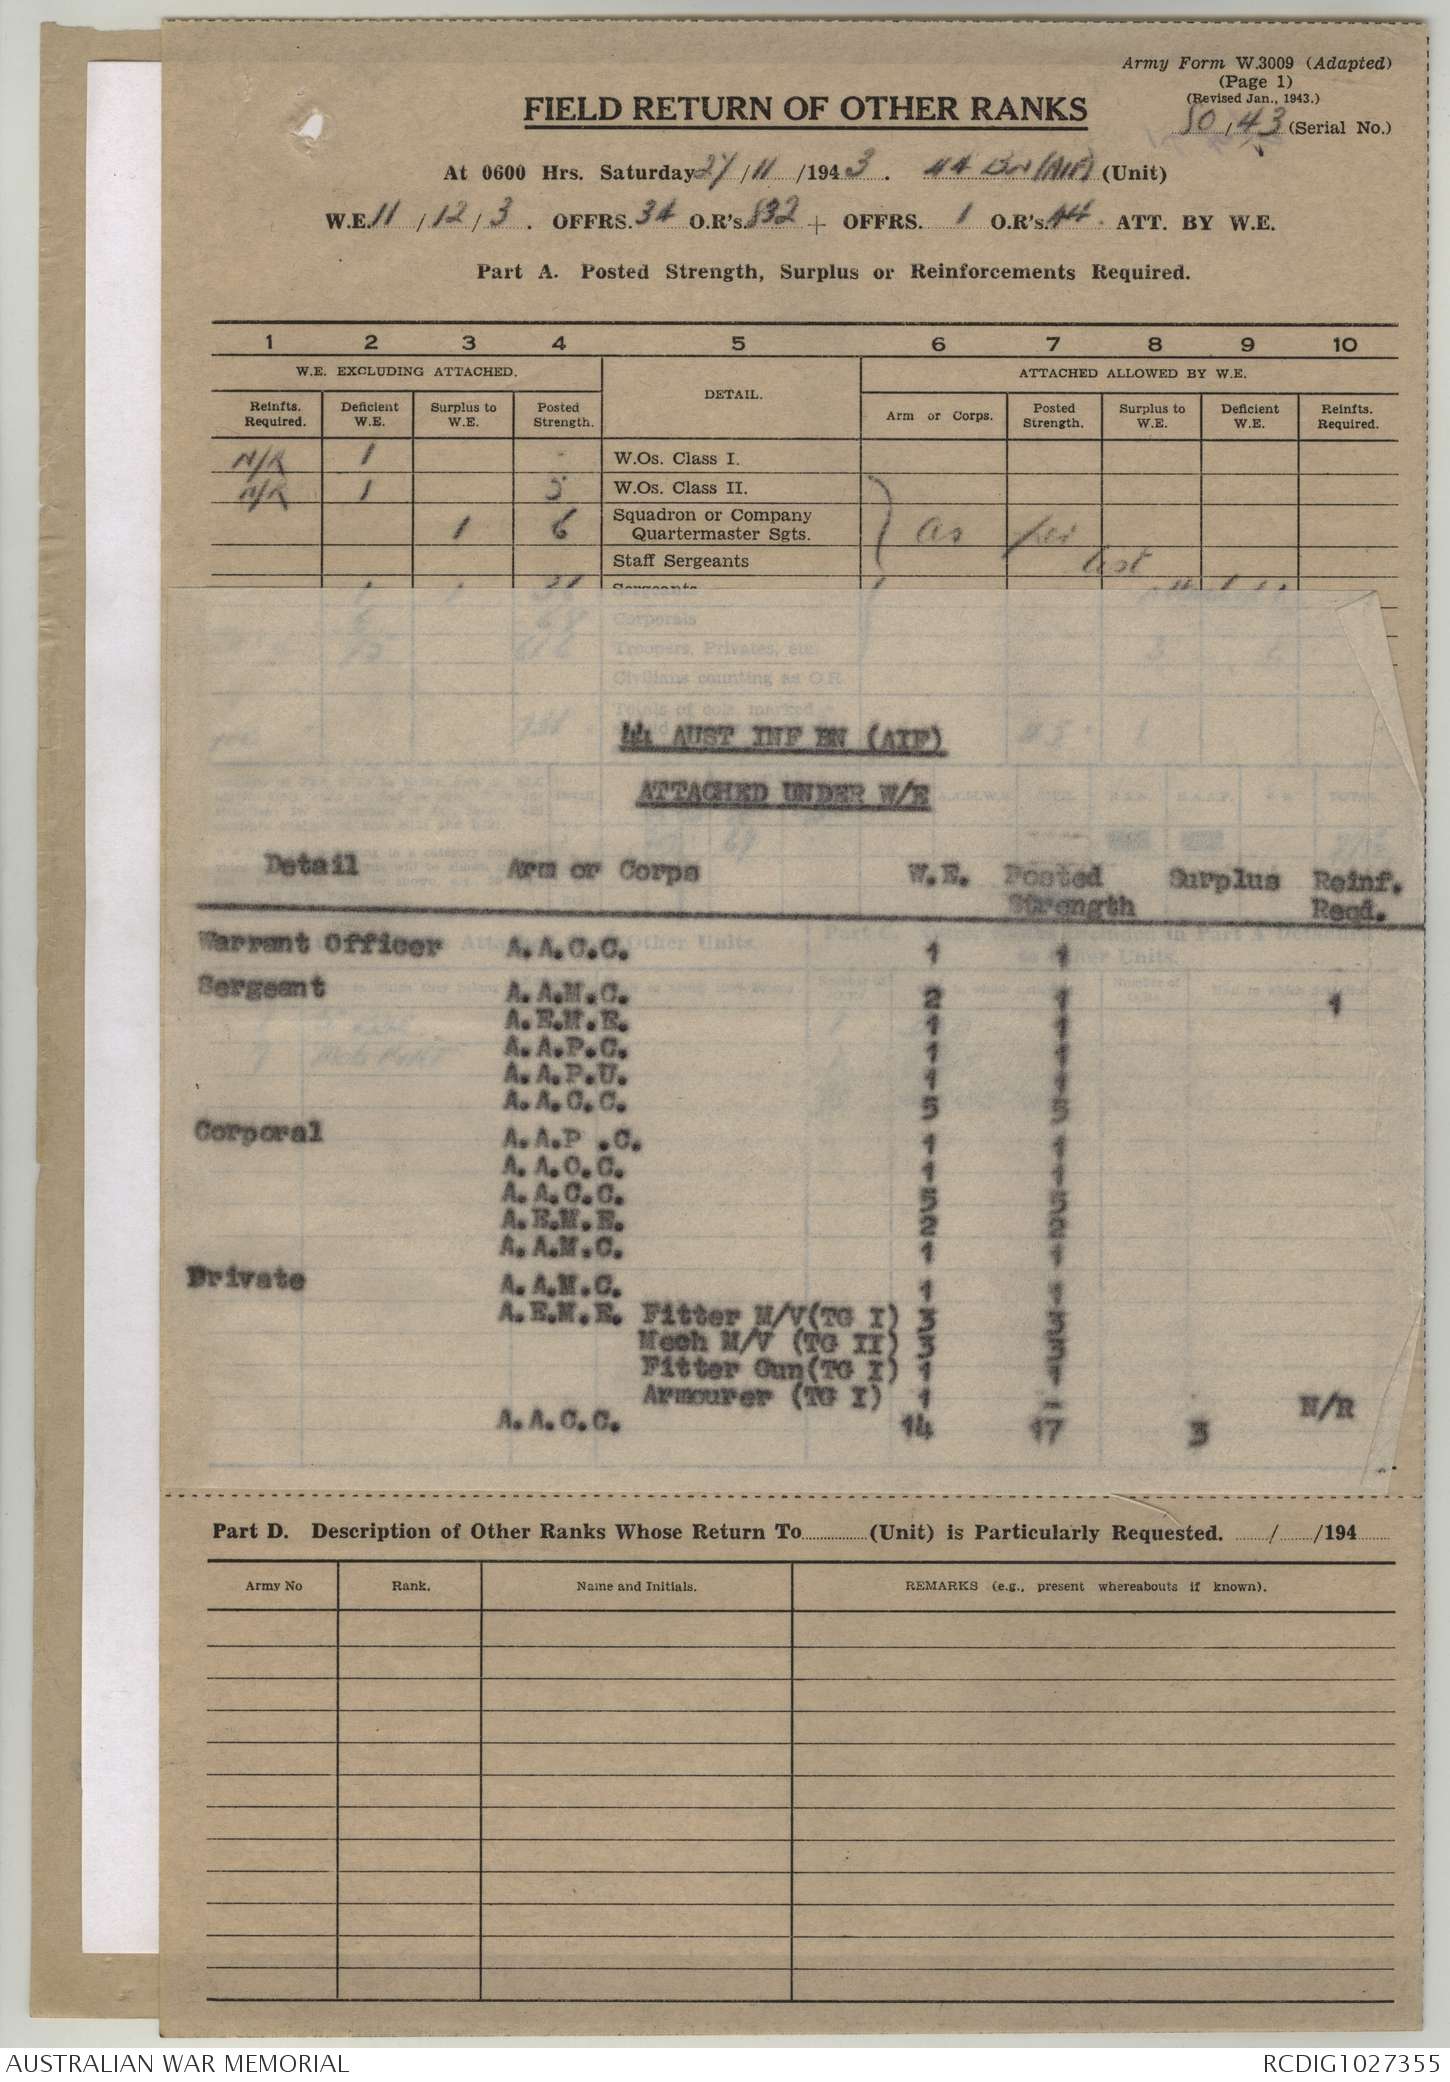 Army Form W.3009 (Adapted)
(Page 1)
(Revised Jan., 1943.)
FIELD RETURN OF OTHER RANKS
50/43 (Serial No.)
At 0600 Hrs. Saturday 27/11/1943. 44 Bn (AIF) (Unit)
W.E. 11/12/3. OFFRS. 34 O.R's. 832 + OFFRS. 1 O.R's. 44. ATT. BY W.E.
Part A. Posted Strength, Surplus or Reinforcements Required.
1 2 3 4 5 6 7 8 9 10
W.E. EXCLUDING ATTACHED. DETAIL. ATTACHED ALLOWED BY W.E.
Reinfts. Required. Deficient W.E. Surplus to W.E. Posted Strength. Arm or Corps. Posted Strength. Surplus to W.E. Deficient W.E. Reinfts. Required.
N/R 1 - W.Os. Class I.
N/R 1 5 W.Os. Class II.
1 6 Squadron or Company Quartermaster Sgts. as per
Staff Sergeants list
Sergeants
Corporals
Troopers, Privates, etc.
Civilians counting as O.R.
44 AUST INF BN (AIF)
ATTACHED UNDER W/E
Detail Arm or Corps W.E. Posted Strength Surplus Reinf. Reqd.
Warrant Officer A.A.C.C. 1 1
Sergeant A.A.M.C. 2 1 1
A.E.M.E. 1 1
A.A.P.C. 1 1
A.A.P.U. 1 1
A.A.C.C. 5 5
Corporal A.A.P .C. 1 1
A.A.O.C. 1 1
A.A.C.C. 5 5
A.E.M.E. 2 2
A.A.M.C. 1 1
Private A.A.M.C. 1 1
A.E.M.E. Fitter M/V(TG I) 3 3
Mech M/V (TG II) 3 3
Fitter Gun(TG I) 1 1
Armourer (TG I) 1 - N/R
A.A.C.C. 14 17 3
Part D. Description of Other Ranks Whose Return To (Unit) is Particularly Requested. / /194
Army No Rank. Name and Initials. REMARKS (e.g., present whereabouts if known).
AUSTRALIAN WAR MEMORIAL RCDIG1027355